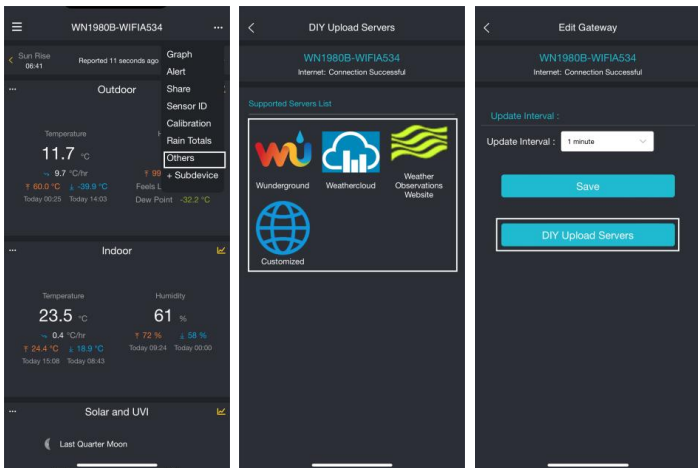 WN1980B-WIFIA534
Sun Rise
06:41
Reported 11 seconds ago
Graph
Alert
Share
Sensor ID
Calibration
Rain Totals
Others
+ Subdevice
Outdoor
Temperature
H
11.7 °C
9.7 °C/hr
99
60.0 °C -39.9 °C
Feels L
Today 00:25 Today 14:03
Dew Point -32.2 °C
Indoor
Temperature
Humidity
23.5 °C
61 %
0.4 °C/hr
72 % 58 %
24.4 °C 18.9 °C
Today 09:24 Today 00:00
Today 15:08 Today 08:43
Solar and UVI
Last Quarter Moon
DIY Upload Servers
WN1980B-WIFIA534
Internet: Connection Successful
Supported Servers List
Wunderground
Weathercloud
Weather
Observations
Website
Customized
Edit Gateway
WN1980B-WIFIA534
Internet: Connection Successful
Update Interval :
Update Interval : 1 minute
Save
DIY Upload Servers